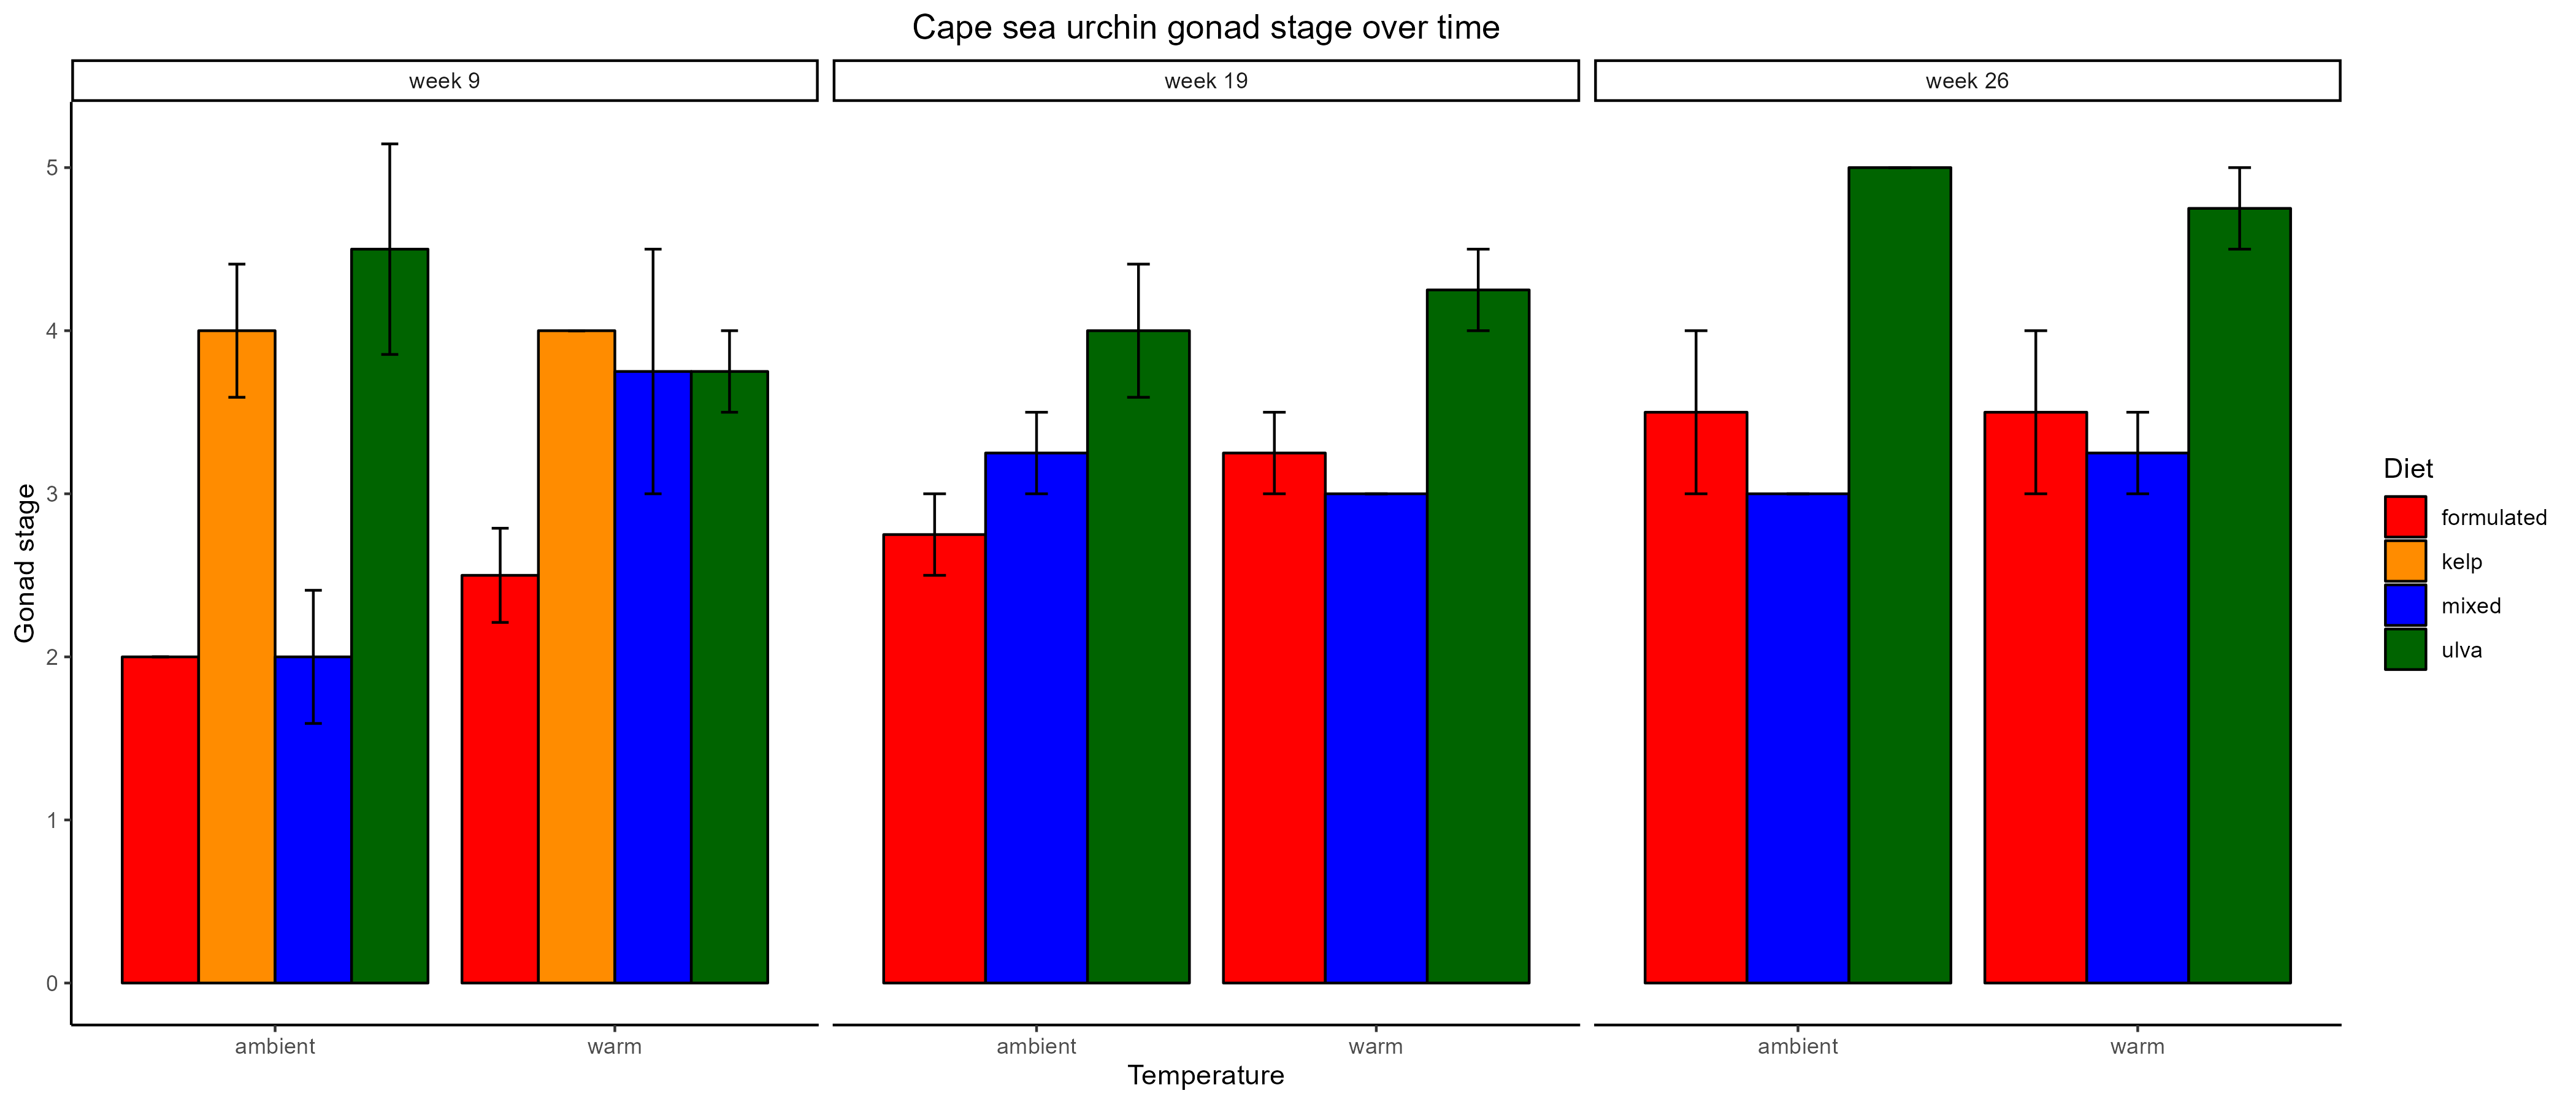 Cape sea urchin gonad stage over time
week 9
week 19
week 26
Gonad stage
5
4
3
2
1
0
ambient
warm
ambient
warm
ambient
warm
Temperature
Diet
formulated
kelp
mixed
ulva